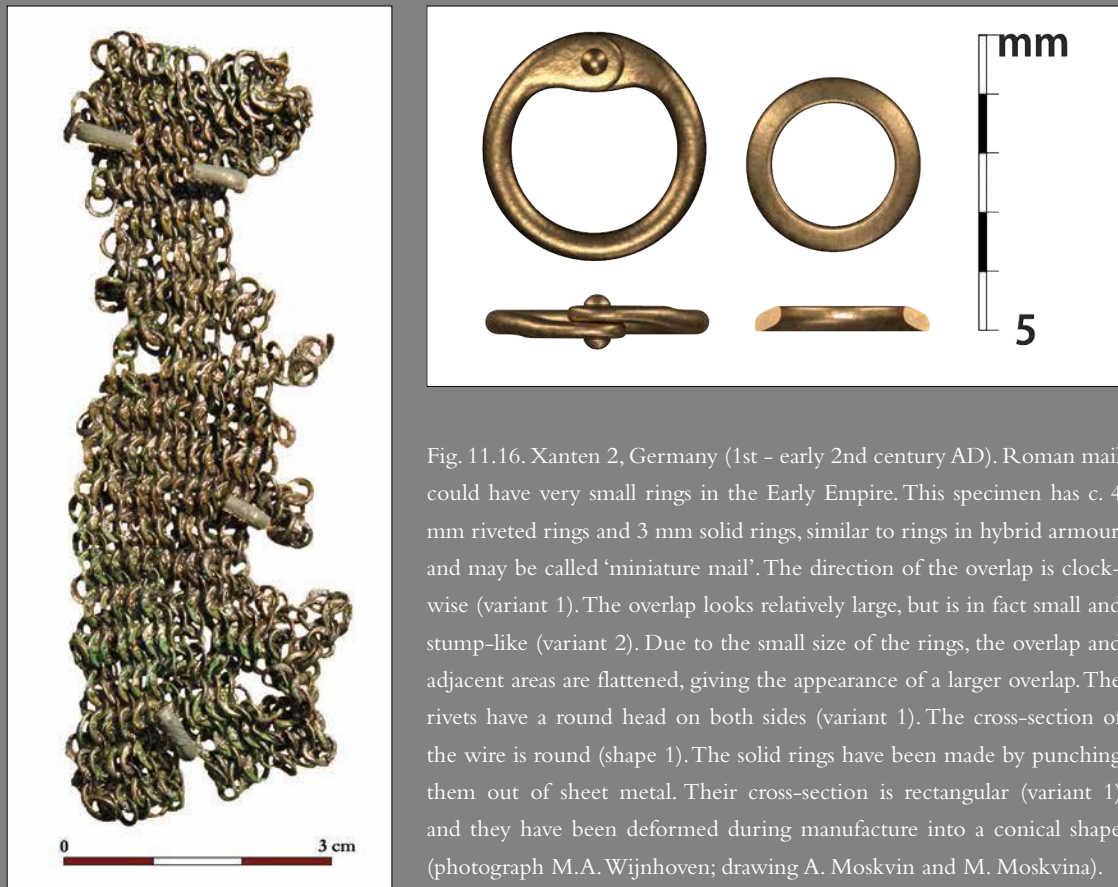 mm
5
0 3 cm
Fig. 11.16. Xanten 2, Germany (1st - early 2nd century AD). Roman mail
could have very small rings in the Early Empire. This specimen has c. 4
mm riveted rings and 3 mm solid rings, similar to rings in hybrid armour
and may be called ‘miniature mail’. The direction of the overlap is clock-
wise (variant 1). The overlap looks relatively large, but is in fact small and
stump-like (variant 2). Due to the small size of the rings, the overlap and
adjacent areas are flattened, giving the appearance of a larger overlap. The
rivets have a round head on both sides (variant 1). The cross-section of
the wire is round (shape 1). The solid rings have been made by punching
them out of sheet metal. Their cross-section is rectangular (variant 1)
and they have been deformed during manufacture into a conical shape
(photograph M.A. Wijnhoven; drawing A. Moskvin and M. Moskvina).